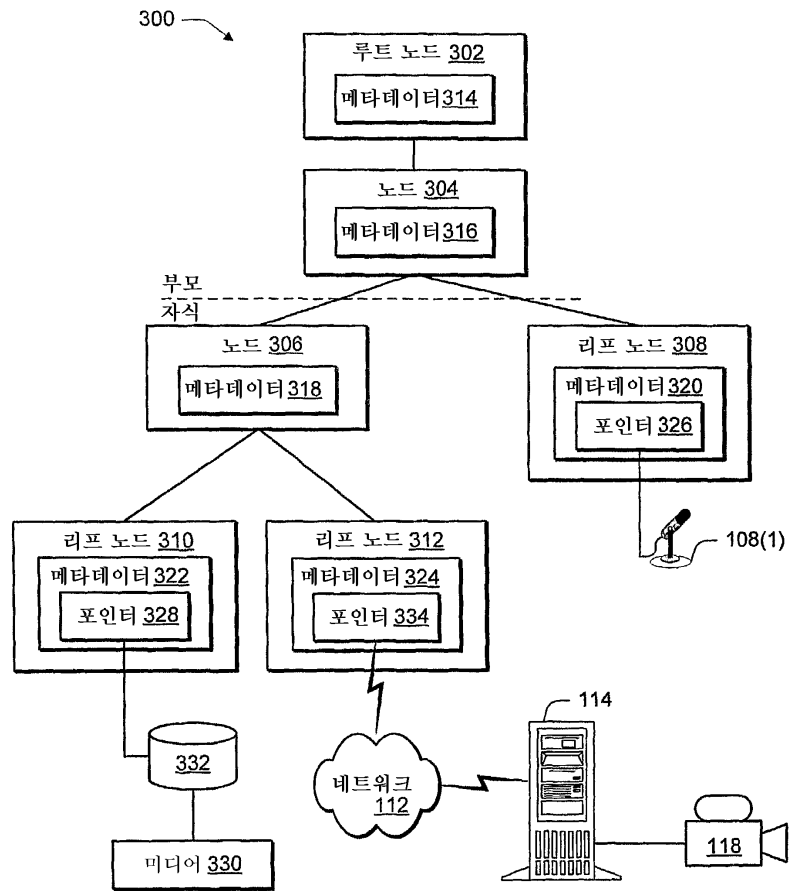 300
루트 노드 302
메타데이터 314
노드 304
메타데이터 316
부모
자식
노드 306
메타데이터 318
리프 노드 308
메타데이터 320
포인터 326
108(1)
리프 노드 310
메타데이터 322
포인터 328
리프 노드 312
메타데이터 324
포인터 334
332
미디어 330
네트워크
112
114
118